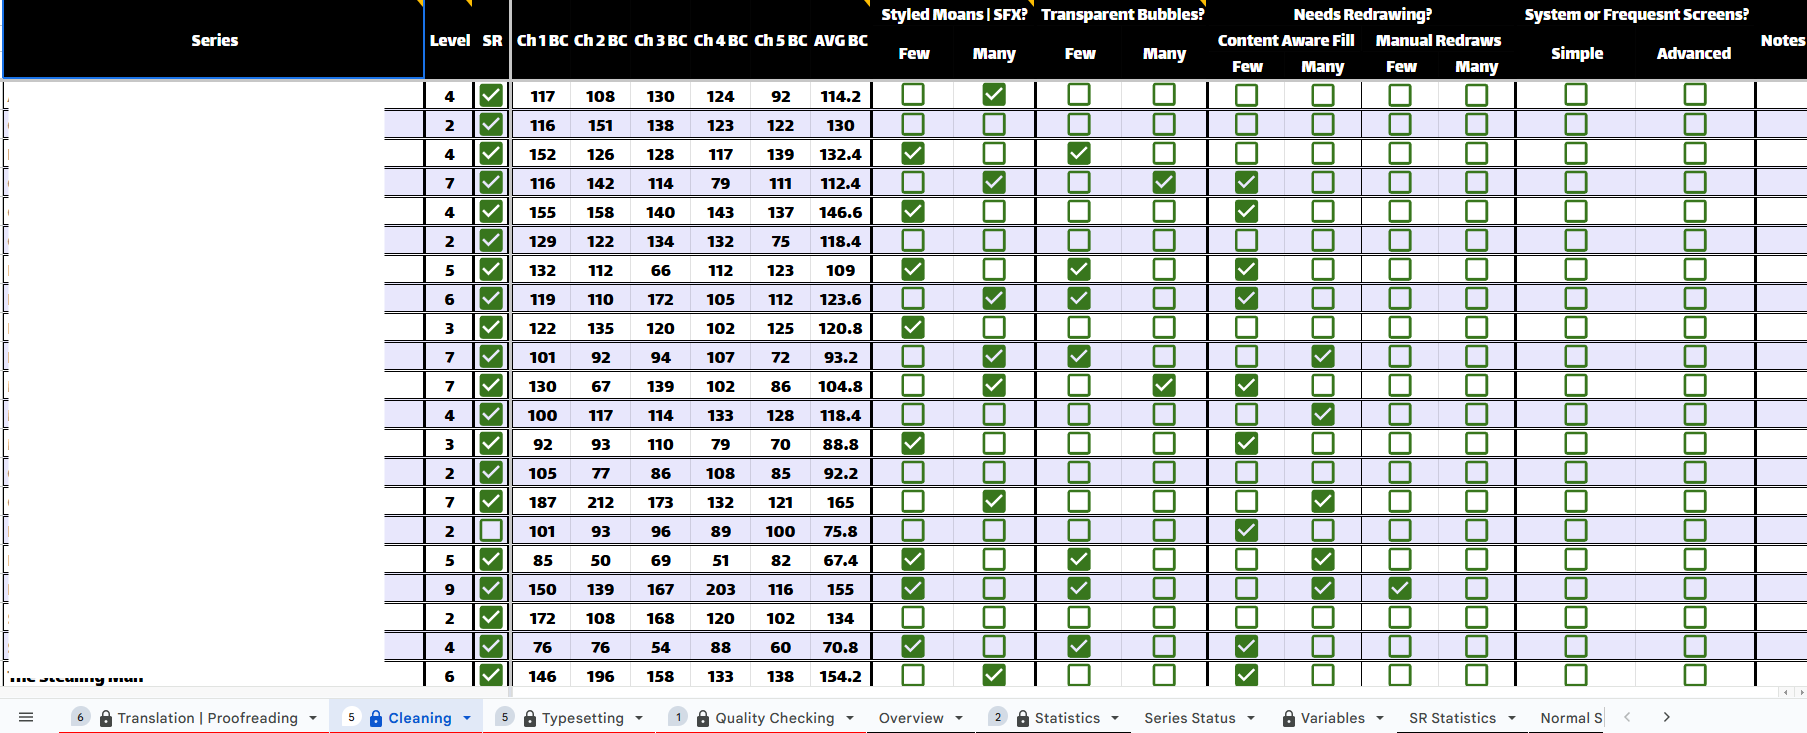 Styled Moans | SFX? Transparent Bubbles? Needs Redrawing? System or Frequesnt Screens?
Series Level SR Ch 1 BC Ch 2 BC Ch 3 BC Ch 4 BC Ch 5 BC AVG BC Content Aware Fill Manual Redraws Notes
Few Many Few Many Simple Advanced
Few Many Few Many
4 117 108 130 124 92 114.2
2 116 151 138 123 122 130
4 152 126 128 117 139 132.4
7 116 142 114 79 111 112.4
4 155 158 140 143 137 146.6
2 129 122 134 132 75 118.4
5 132 112 66 112 123 109
6 119 110 172 105 112 123.6
3 122 135 120 102 125 120.8
7 101 92 94 107 72 93.2
7 130 67 139 102 86 104.8
4 100 117 114 133 128 118.4
3 92 93 110 79 70 88.8
2 105 77 86 108 85 92.2
7 187 212 173 132 121 165
2 101 93 96 89 100 75.8
5 85 50 69 51 82 67.4
9 150 139 167 203 116 155
2 172 108 168 120 102 134
4 76 76 54 88 60 70.8
The Stealing Man 6 146 196 158 133 138 154.2
6 Translation | Proofreading 5 Cleaning 5 Typesetting 1 Quality Checking Overview 2 Statistics Series Status Variables SR Statistics Normal S